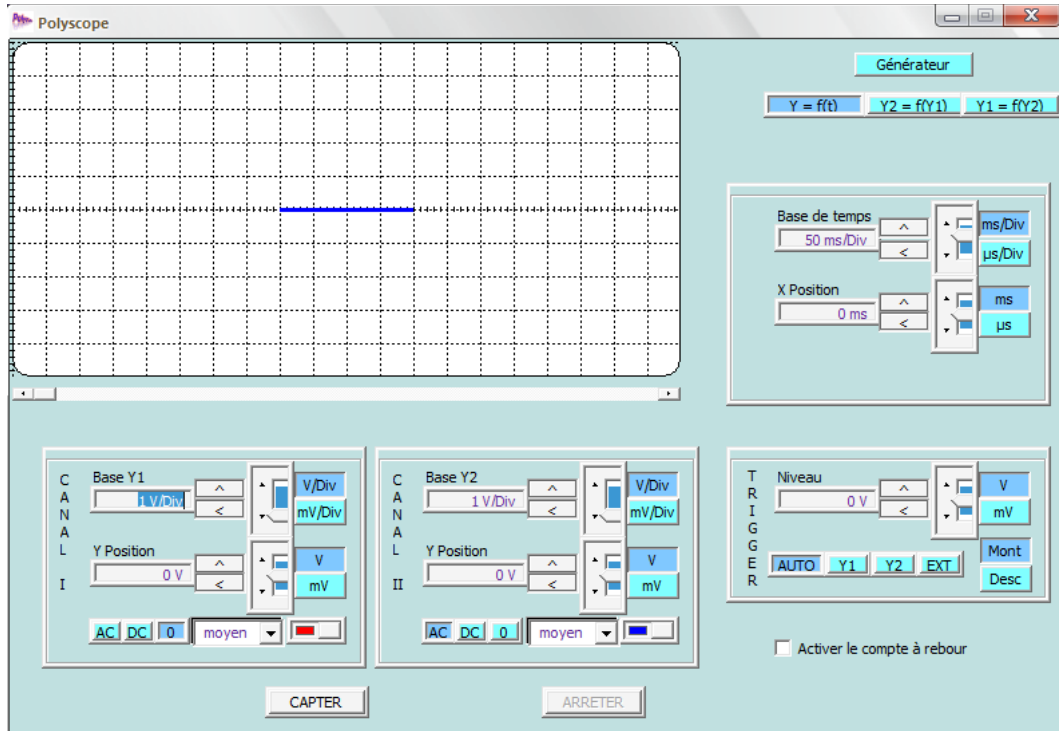 Polyscope
Générateur
Y = f(t) Y2 = f(Y1) Y1 = f(Y2)
Base de temps
50 ms/Div ^ < ms/Div µs/Div
X Position
0 ms ^ < ms µs
CANAL I
Base Y1
1 V/Div ^ < V/Div mV/Div
Y Position
0 V ^ < V mV
AC DC 0 moyen
CANAL II
Base Y2
1 V/Div ^ < V/Div mV/Div
Y Position
0 V ^ < V mV
AC DC 0 moyen
TRIGGER
Niveau
0 V ^ < V mV
AUTO Y1 Y2 EXT Mont Desc
Activer le compte à rebour
CAPTER ARRETER